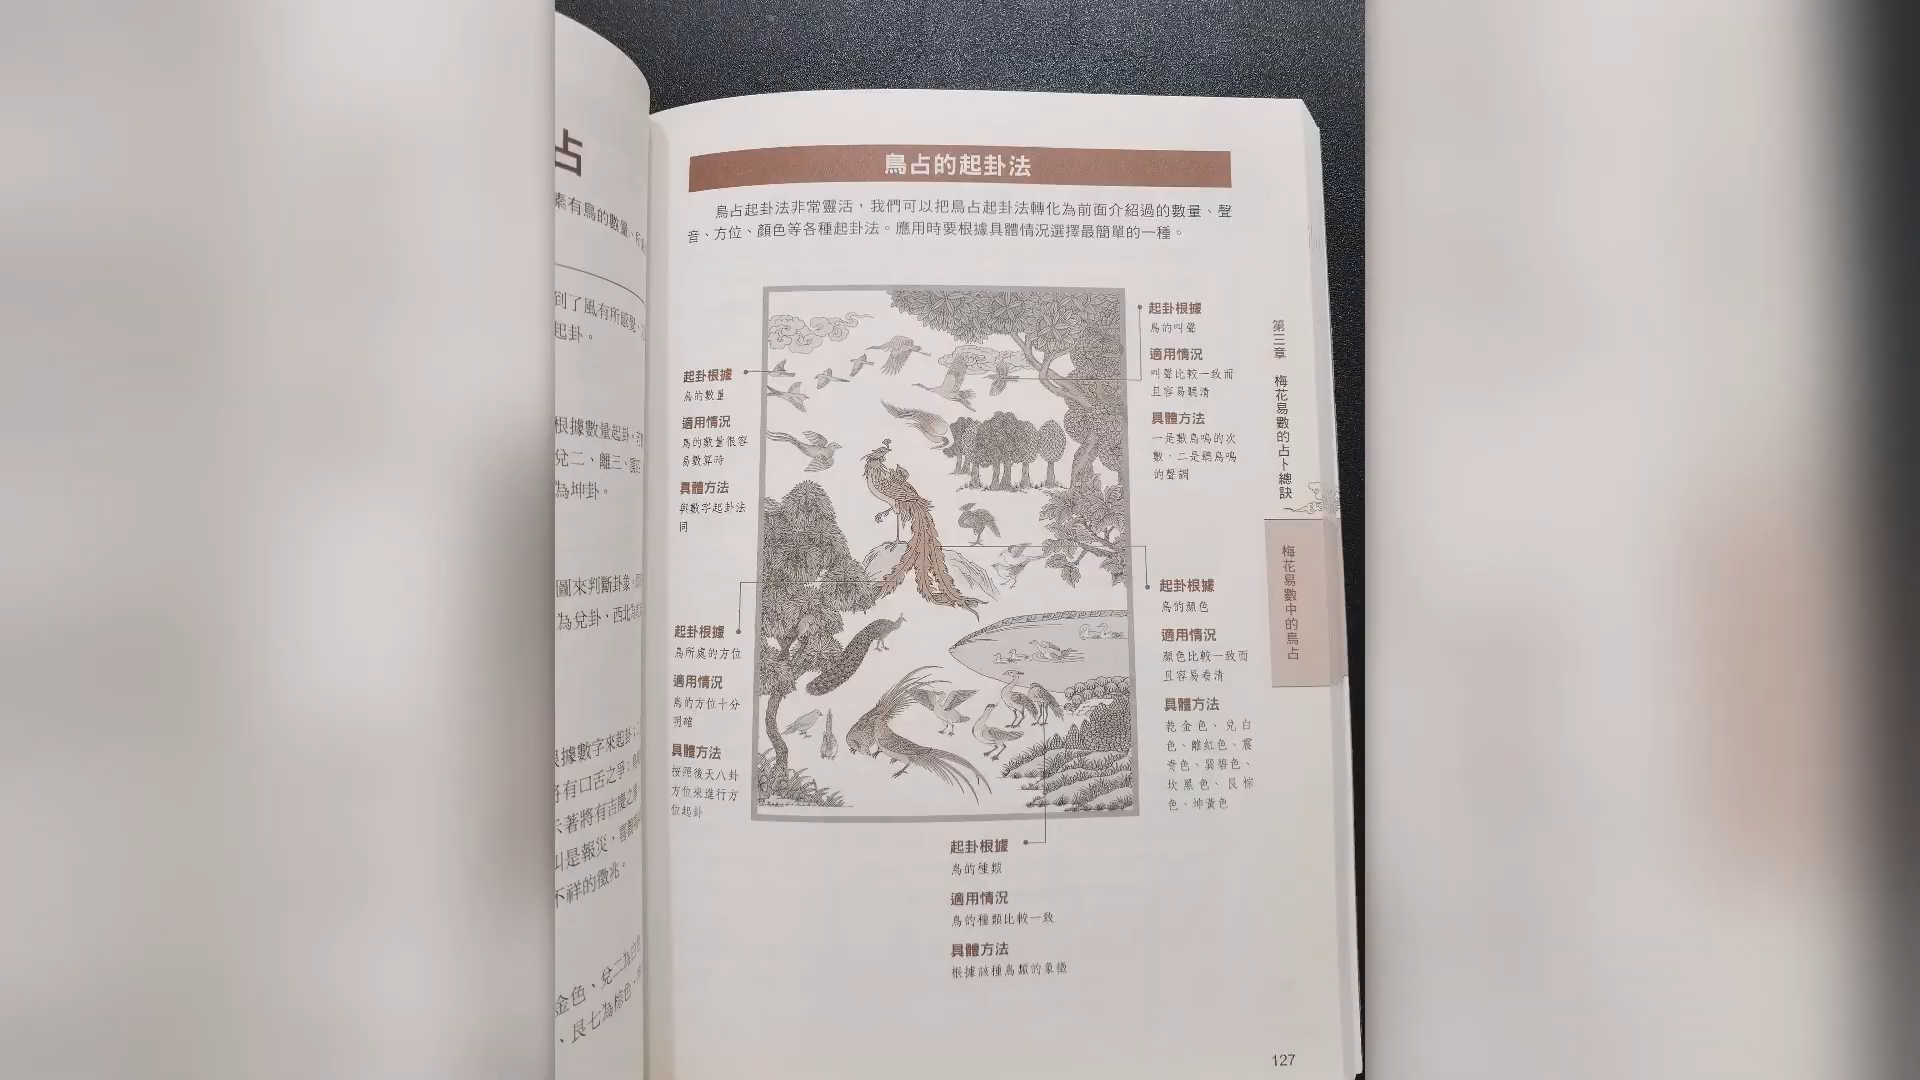 占
素有鳥的數量、所
到了風有所感覺，
起卦。
根據數量起卦。
兌二、離三、震四
為坤卦。
圖來判斷卦象。
為兌卦、西北為
根據數字來起卦；
將有口舌之爭；
示著將有吉慶之
叫是報災，喜鵲
不祥的徵兆。
金色、兌二為白色
、艮七為棕色，
鳥占的起卦法
鳥占起卦法非常靈活，我們可以把鳥占起卦法轉化為前面介紹過的數量、聲
音、方位、顏色等各種起卦法。應用時要根據具體情況選擇最簡單的一種。
起卦根據
鳥的數量
適用情況
鳥的數量很容
易數算時
具體方法
與數字起卦法
同
起卦根據
鳥所處的方位
適用情況
鳥的方位十分
明確
具體方法
按照後天八卦
方位來進行方
位起卦
起卦根據
鳥的叫聲
適用情況
叫聲比較一致而
且容易聽清
具體方法
一是數鳥鳴的次
數，二是聽鳥鳴
的聲調
起卦根據
鳥的顏色
適用情況
顏色比較一致而
且容易看清
具體方法
乾金色、兌白
色、離紅色、震
青色、巽碧色、
坎黑色、艮棕
色、坤黃色
起卦根據
鳥的種類
適用情況
鳥的種類比較一致
具體方法
根據該種鳥類的象徵
第三章 梅花易數的占卜總訣
梅花易數中的鳥占
127